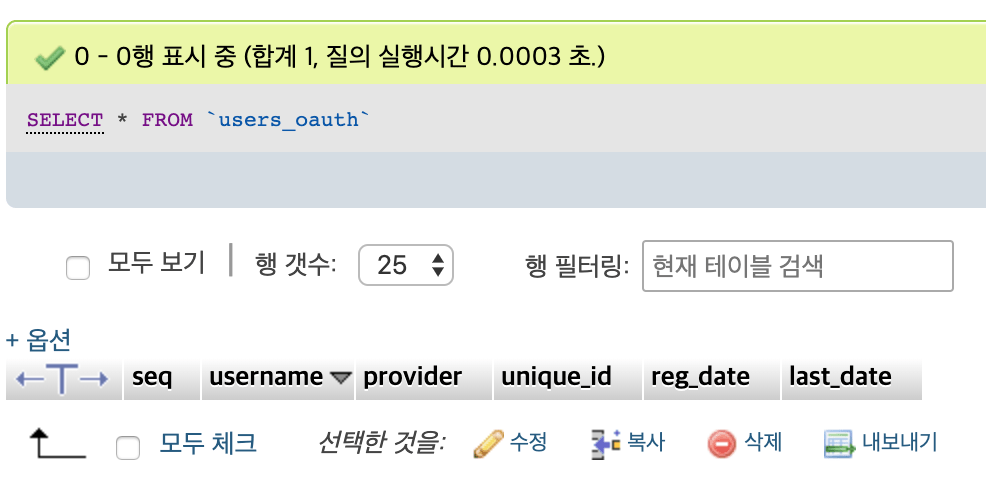 0 - 0행 표시 중 (합계 1, 질의 실행시간 0.0003 초.)
SELECT * FROM `users_oauth`
모두 보기 | 행 갯수: 25 행 필터링: 현재 테이블 검색
+ 옵션
←T→ seq username provider unique_id reg_date last_date
모두 체크 선택한 것을: 수정 복사 삭제 내보내기